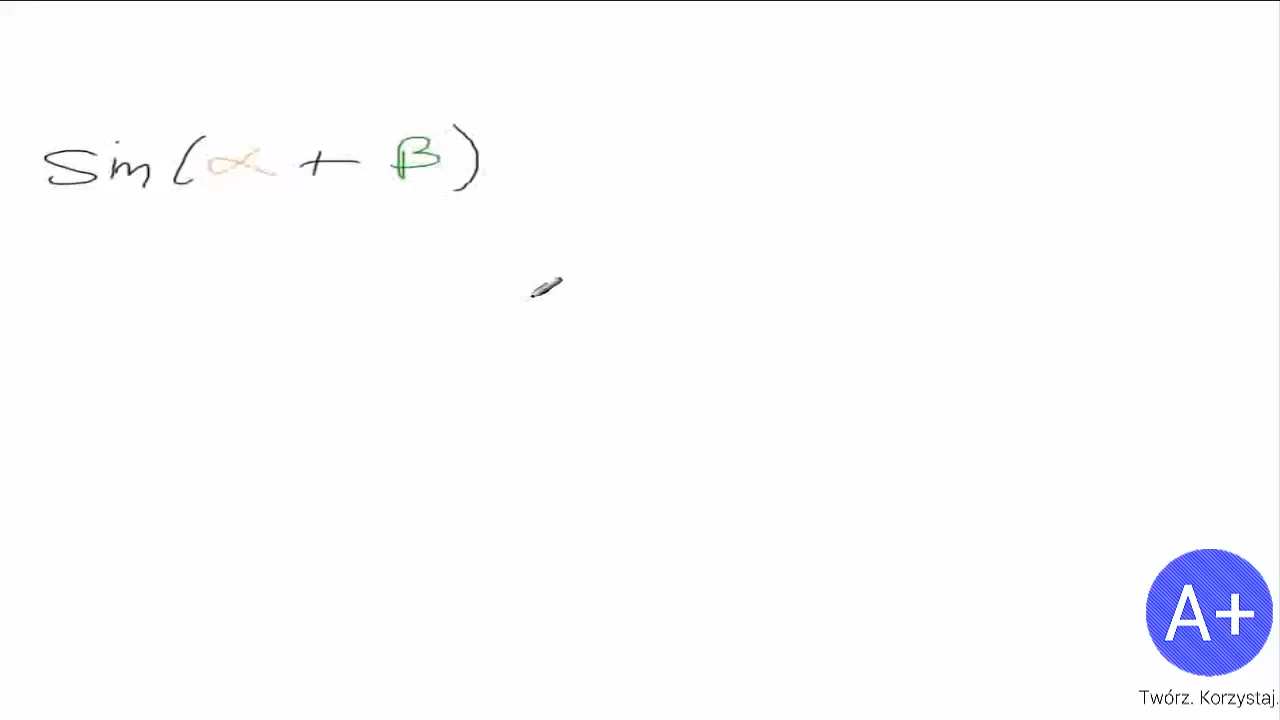 sin(α + β)
A+
Twórz. Korzystaj.